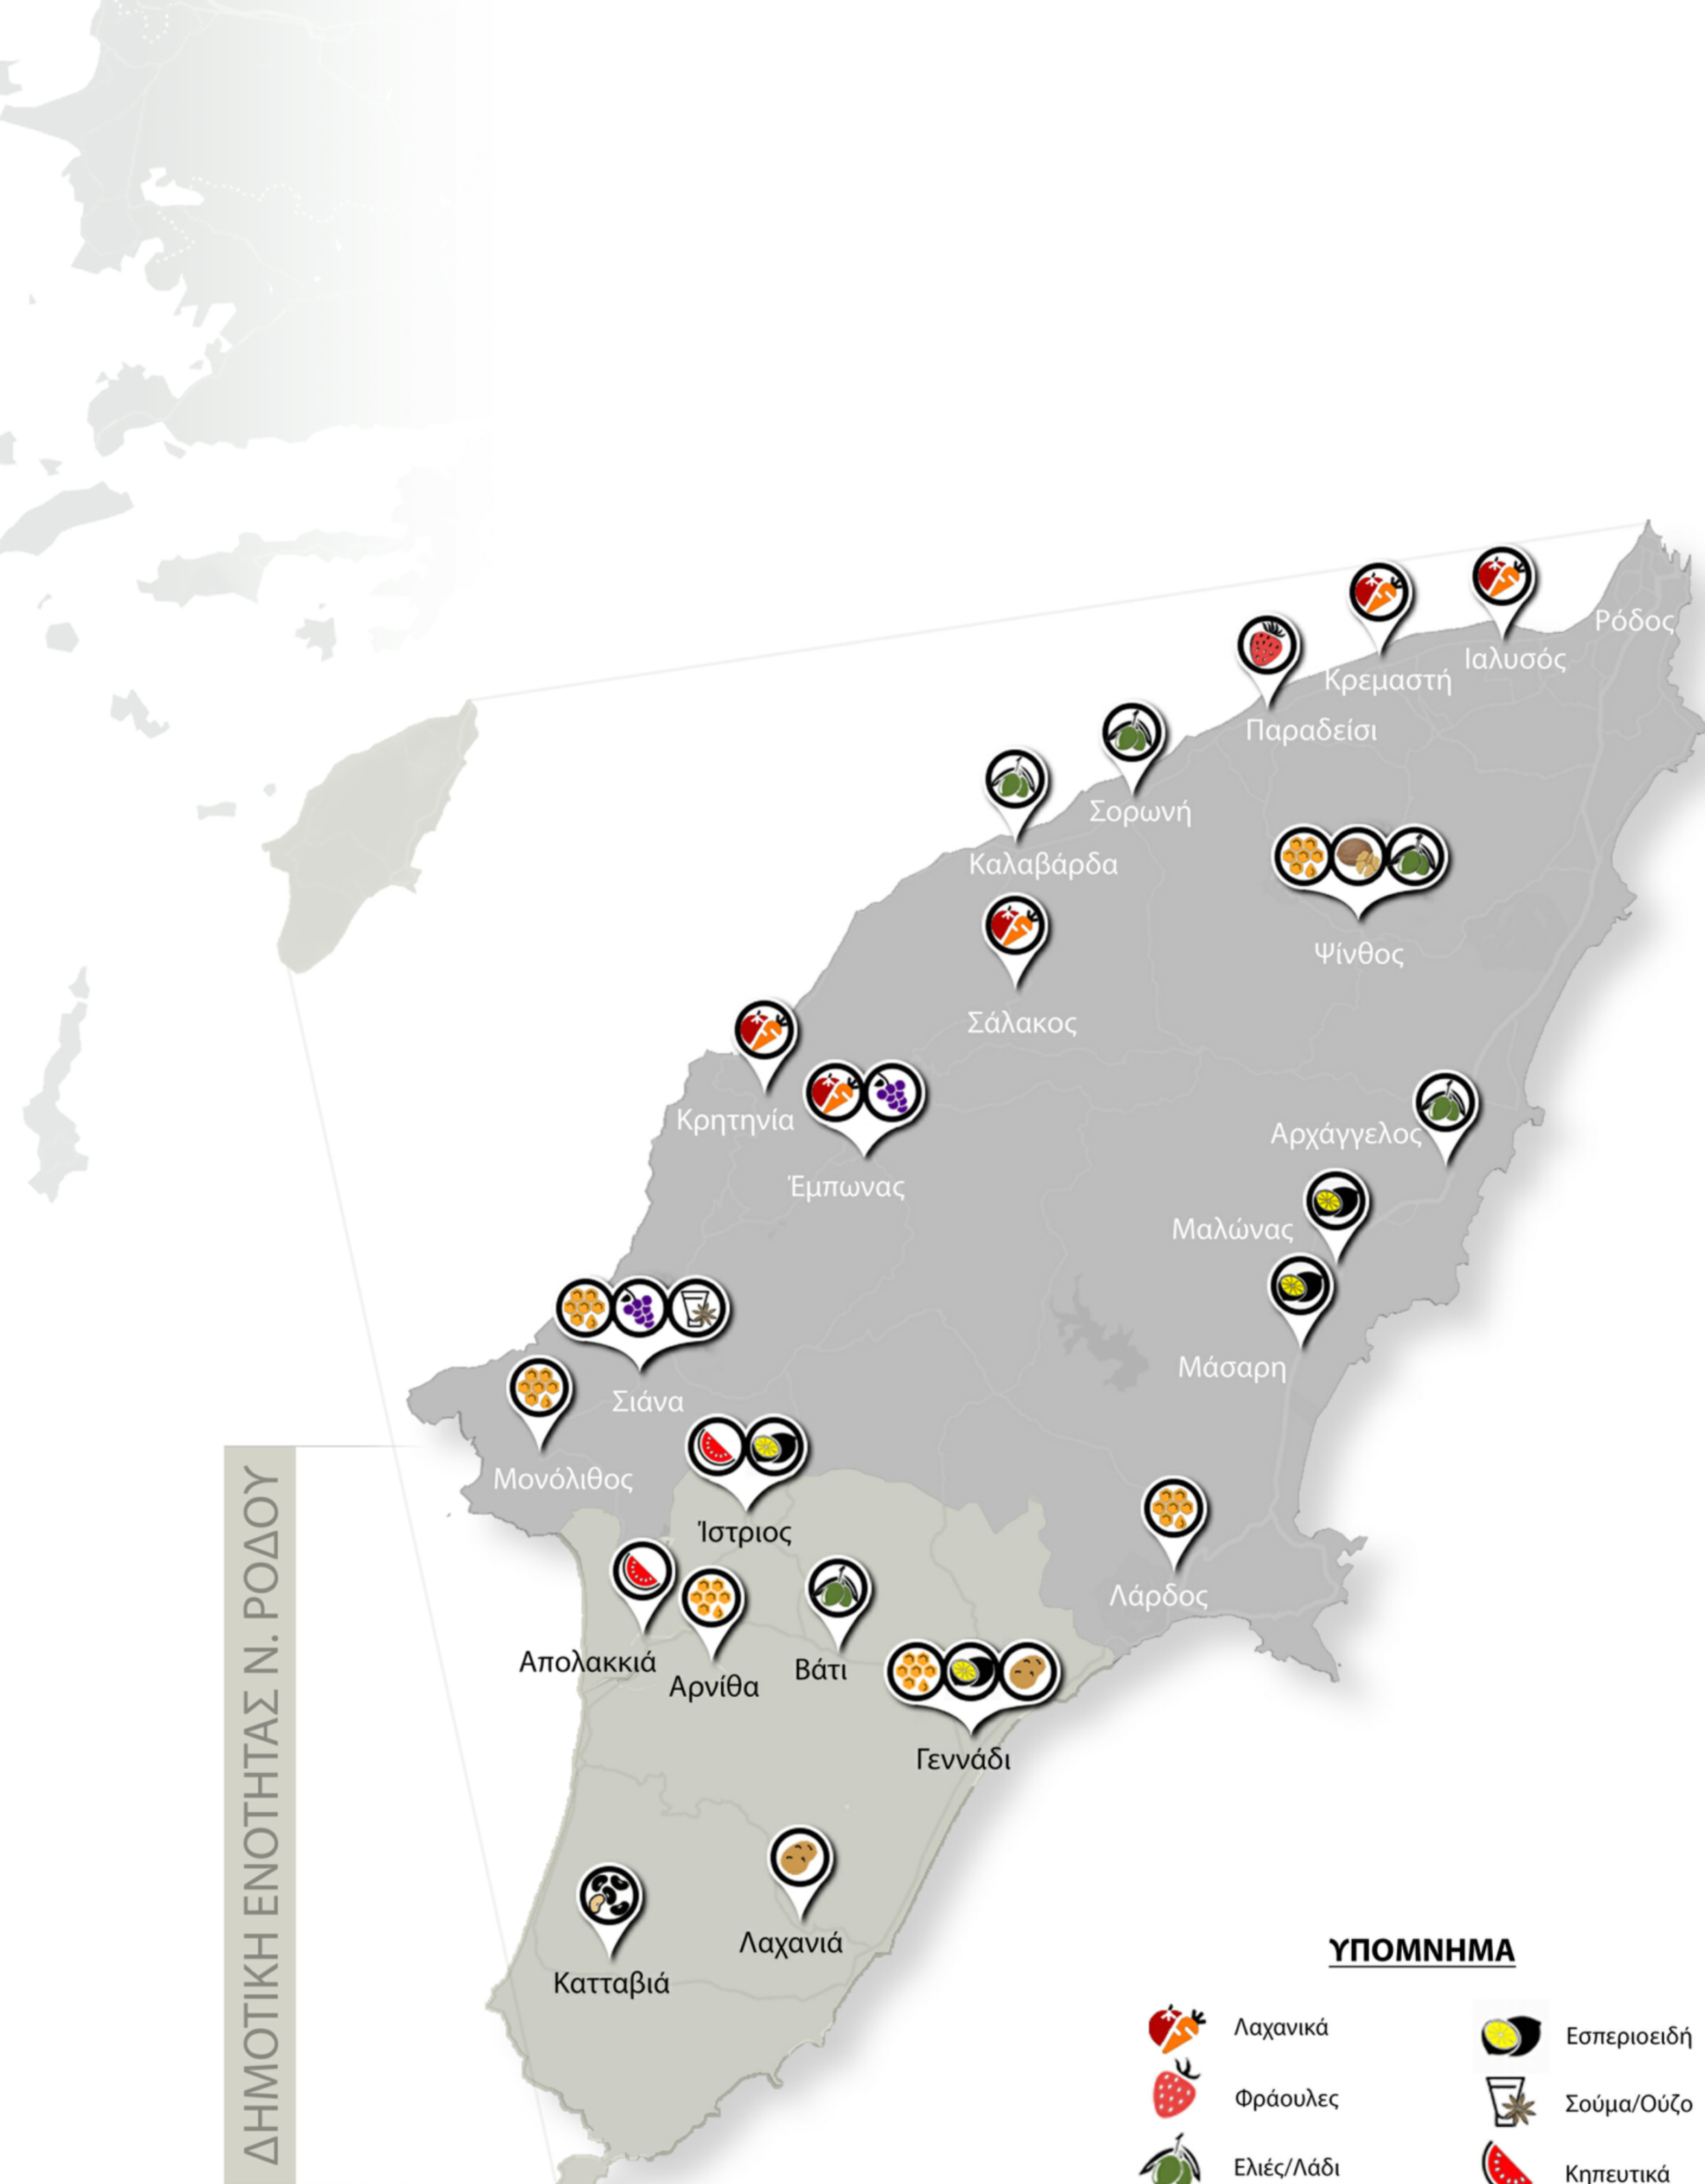 Ρόδος
Ιαλυσός
Κρεμαστή
Παραδείσι
Σορωνή
Καλαβάρδα
Ψίνθος
Σάλακος
Κρητηνία
Αρχάγγελος
Έμπωνας
Μαλώνας
Μάσαρη
Σιάνα
Μονόλιθος
Ίστριος
Λάρδος
Απολακκιά
Αρνίθα
Βάτι
Γεννάδι
Λαχανιά
Κατταβιά
ΔΗΜΟΤΙΚΗ ΕΝΟΤΗΤΑΣ Ν. ΡΟΔΟΥ
ΥΠΟΜΝΗΜΑ
Λαχανικά
Εσπεριοειδή
Φράουλες
Σούμα/Ούζο
Ελιές/Λάδι
Κηπευτικά